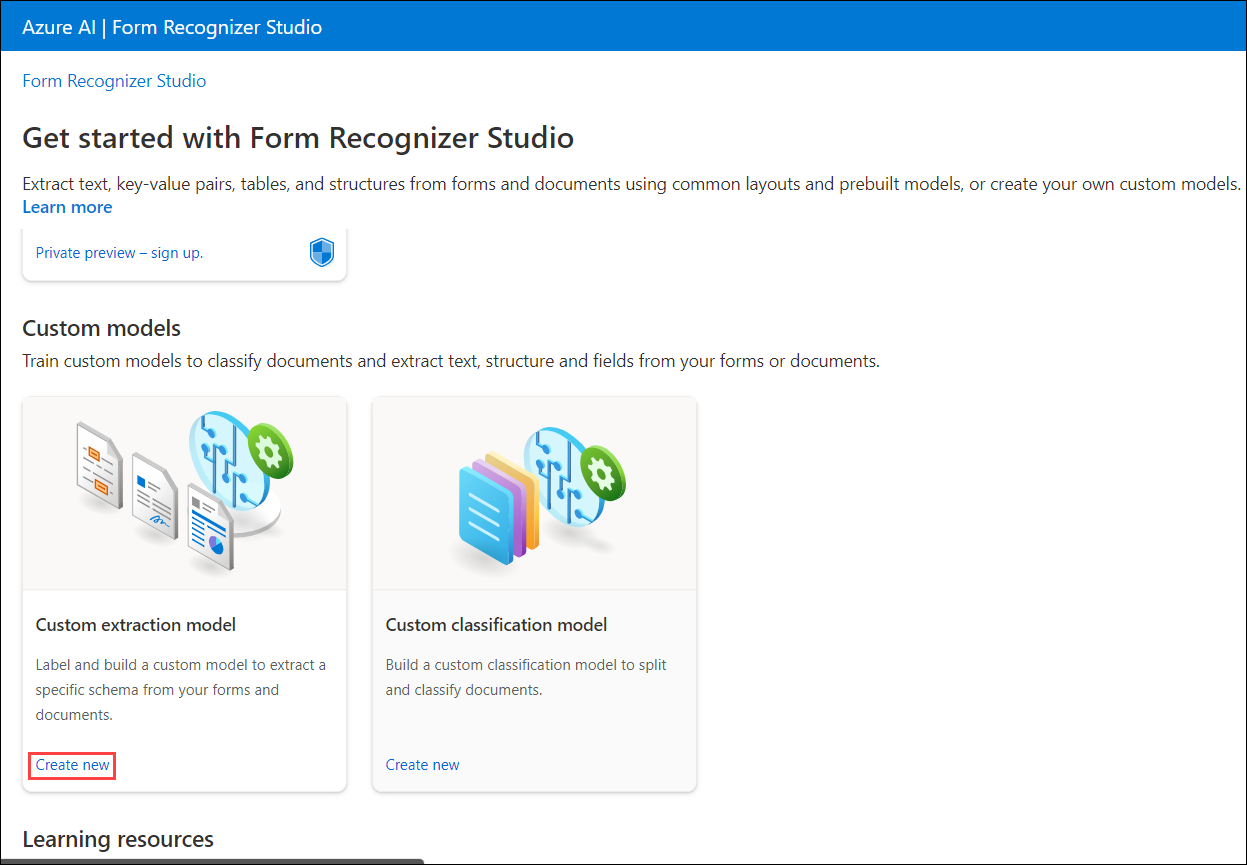 Azure AI | Form Recognizer Studio
Form Recognizer Studio
Get started with Form Recognizer Studio
Extract text, key-value pairs, tables, and structures from forms and documents using common layouts and prebuilt models, or create your own custom models.
Learn more
Private preview – sign up.
Custom models
Train custom models to classify documents and extract text, structure and fields from your forms or documents.
Custom extraction model
Label and build a custom model to extract a
specific schema from your forms and
documents.
Create new
Custom classification model
Build a custom classification model to split
and classify documents.
Create new
Learning resources